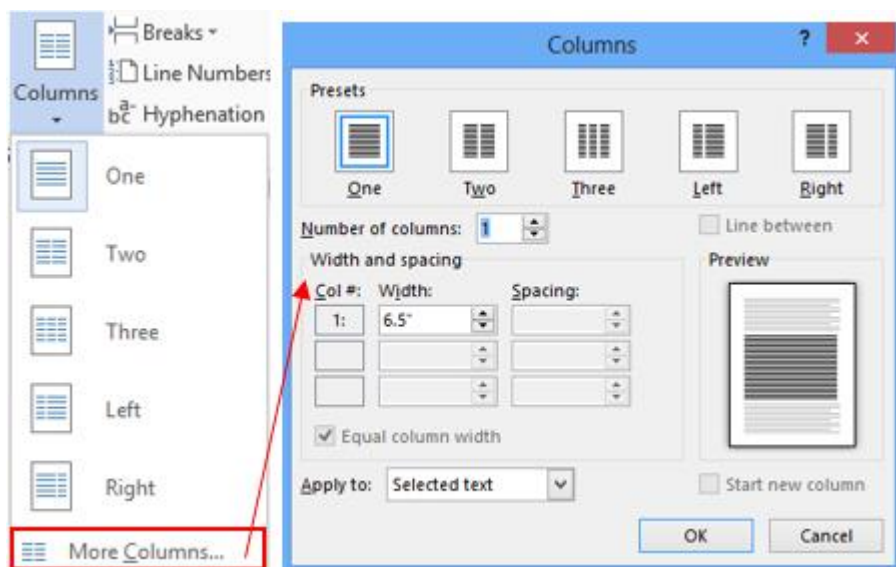 Breaks
Line Numbers
Columns
bc
a-
Hyphenation
One
Two
Three
Left
Right
More Columns...
Columns
?
Presets
One
Two
Three
Left
Right
Number of columns: 1
Line between
Width and spacing
Preview
Col #: Width: Spacing:
1: 6.5"
Equal column width
Apply to: Selected text
Start new column
OK Cancel